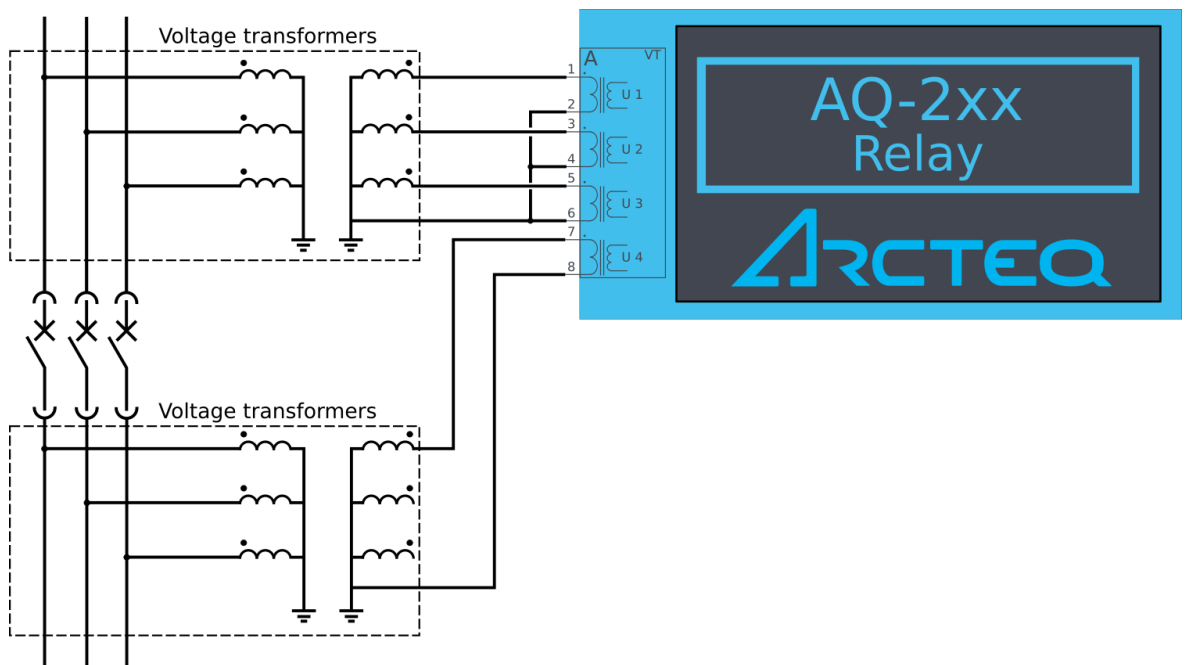 Voltage transformers
A
VT
1
U 1
2
3
U 2
4
5
U 3
6
7
U 4
8
AQ-2xx
Relay
ARCTEQ
Voltage transformers